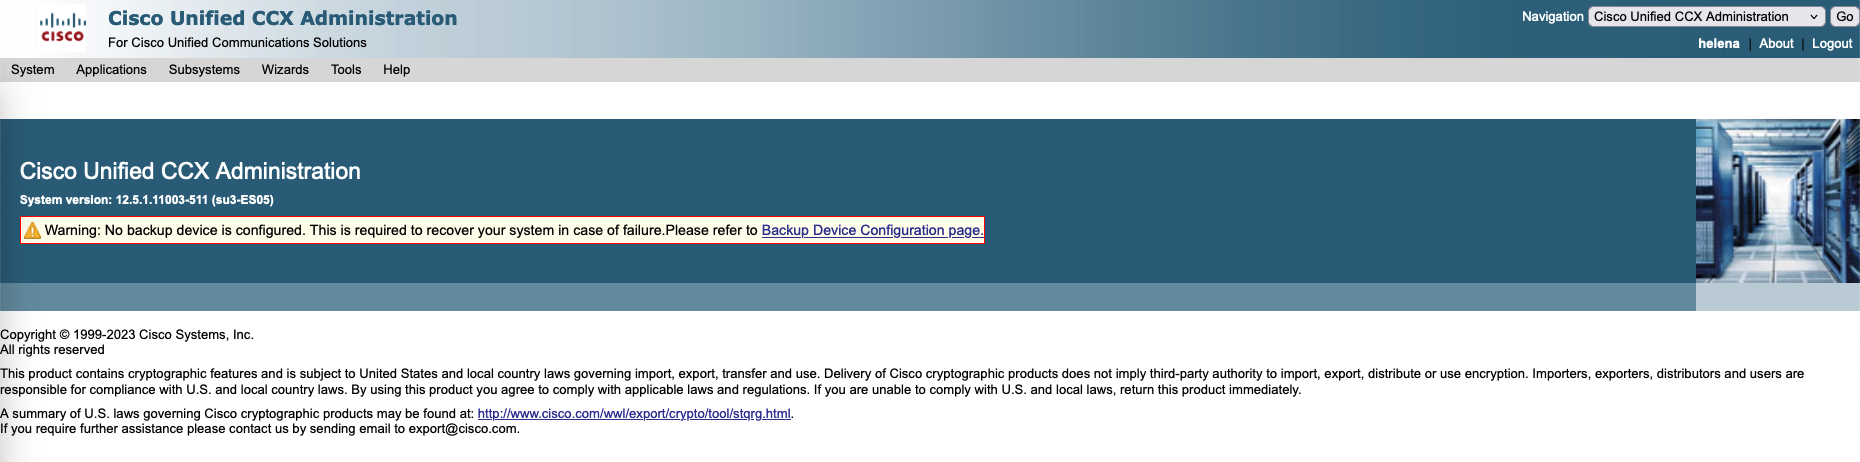 CISCO
Cisco Unified CCX Administration
For Cisco Unified Communications Solutions
Navigation Cisco Unified CCX Administration Go
helena | About | Logout
System Applications Subsystems Wizards Tools Help
Cisco Unified CCX Administration
System version: 12.5.1.11003-511 (su3-ES05)
Warning: No backup device is configured. This is required to recover your system in case of failure.Please refer to Backup Device Configuration page.
Copyright © 1999-2023 Cisco Systems, Inc.
All rights reserved
This product contains cryptographic features and is subject to United States and local country laws governing import, export, transfer and use. Delivery of Cisco cryptographic products does not imply third-party authority to import, export, distribute or use encryption. Importers, exporters, distributors and users are
responsible for compliance with U.S. and local country laws. By using this product you agree to comply with applicable laws and regulations. If you are unable to comply with U.S. and local laws, return this product immediately.
A summary of U.S. laws governing Cisco cryptographic products may be found at: http://www.cisco.com/wwl/export/crypto/tool/stqrg.html.
If you require further assistance please contact us by sending email to export@cisco.com.